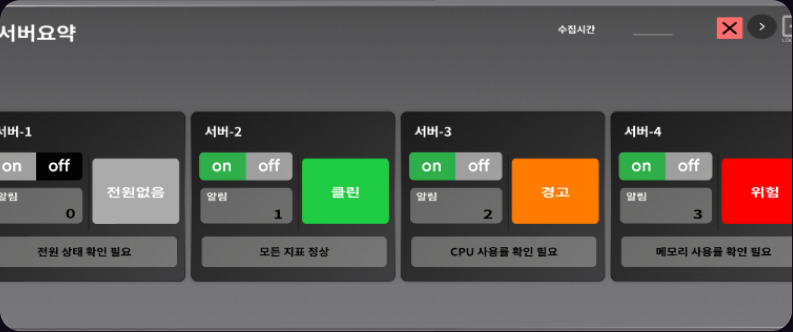 서버요약
수집시간
서버-1
on off
전원없음
알림
0
전원 상태 확인 필요
서버-2
on off
클린
알림
1
모든 지표 정상
서버-3
on off
경고
알림
2
CPU 사용률 확인 필요
서버-4
on off
위험
알림
3
메모리 사용률 확인 필요